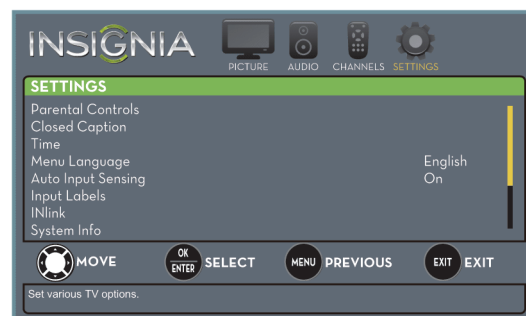 INSIGNIA
PICTURE AUDIO CHANNELS SETTINGS
SETTINGS
Parental Controls
Closed Caption
Time
Menu Language English
Auto Input Sensing On
Input Labels
INlink
System Info
MOVE OK ENTER SELECT MENU PREVIOUS EXIT EXIT
Set various TV options.